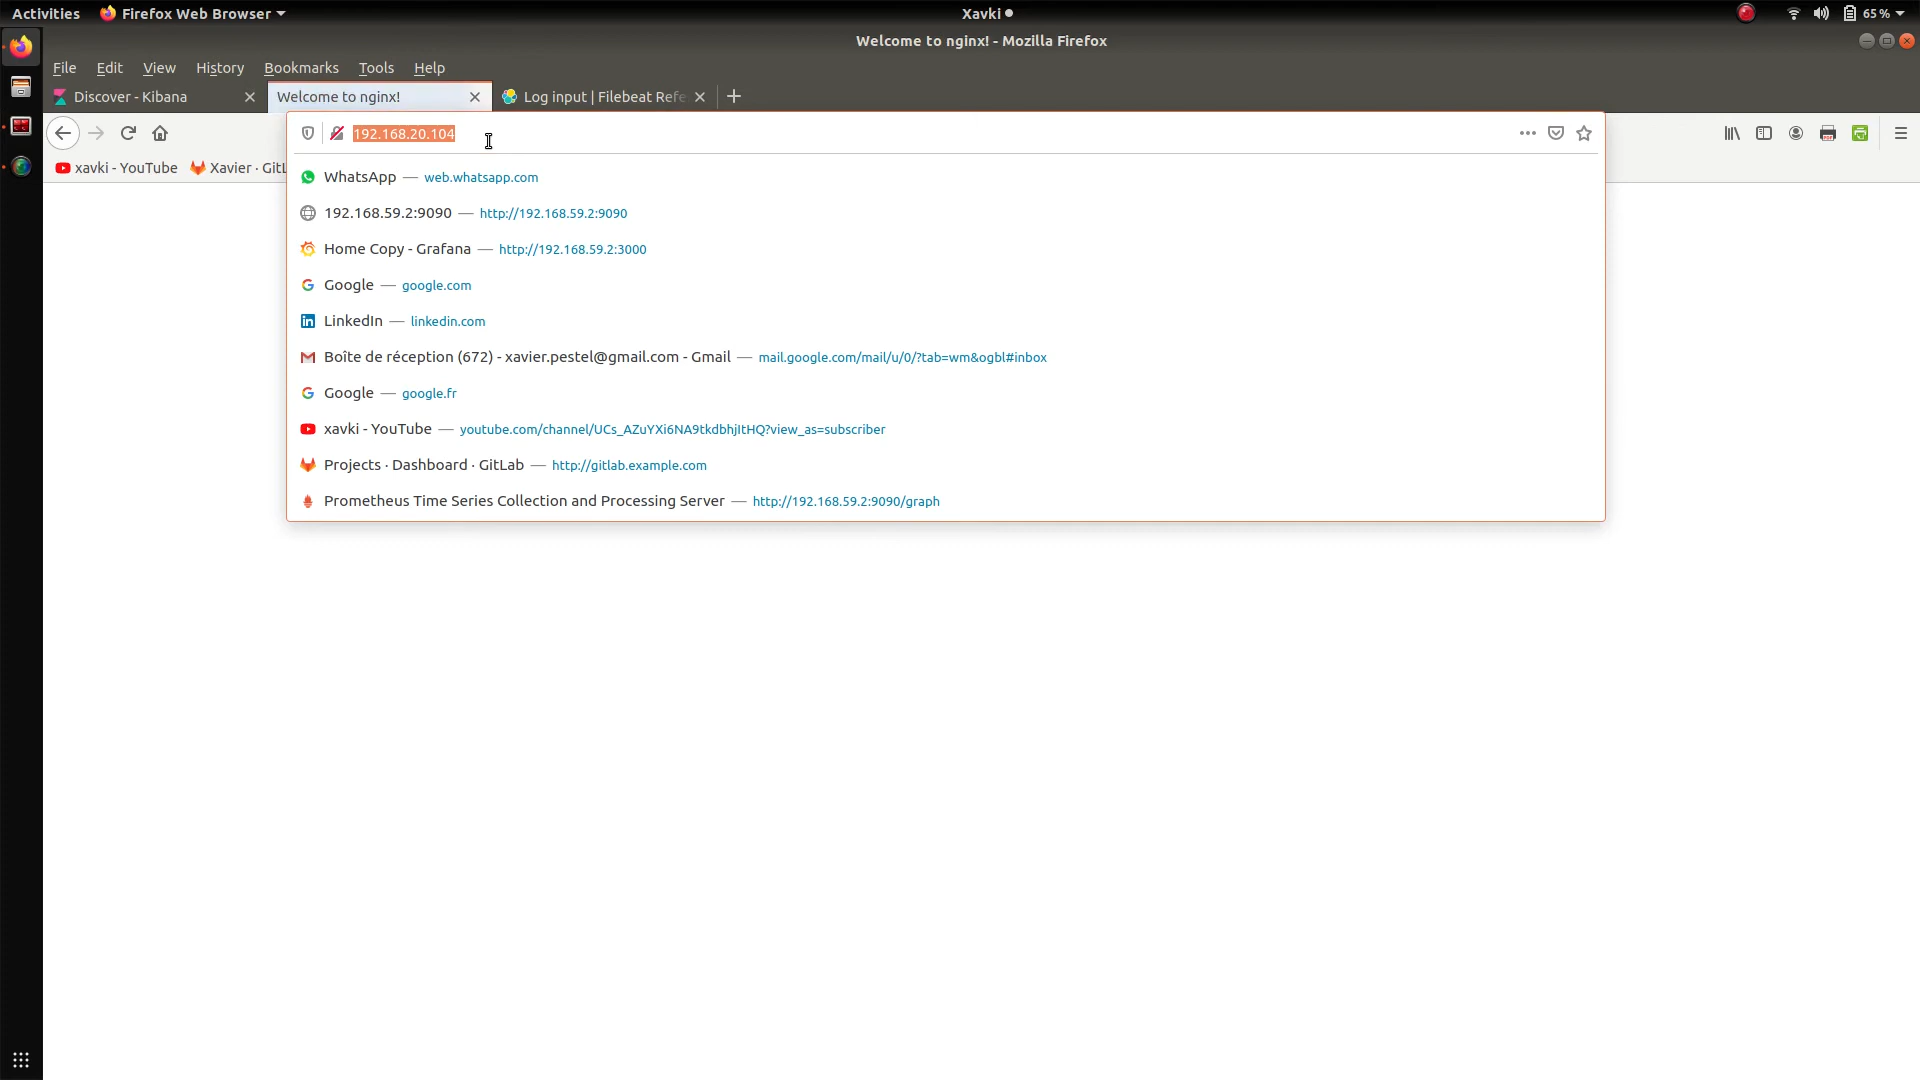 Activities Firefox Web Browser Xavki 65 %
Welcome to nginx! - Mozilla Firefox
File Edit View History Bookmarks Tools Help
Discover - Kibana Welcome to nginx! Log input | Filebeat Refe
192.168.20.104
xavki - YouTube Xavier · GitL
WhatsApp — web.whatsapp.com
192.168.59.2:9090 — http://192.168.59.2:9090
Home Copy - Grafana — http://192.168.59.2:3000
Google — google.com
LinkedIn — linkedin.com
Boîte de réception (672) - xavier.pestel@gmail.com - Gmail — mail.google.com/mail/u/0/?tab=wm&ogbl#inbox
Google — google.fr
xavki - YouTube — youtube.com/channel/UCs_AZuYXi6NA9tkdbhjItHQ?view_as=subscriber
Projects · Dashboard · GitLab — http://gitlab.example.com
Prometheus Time Series Collection and Processing Server — http://192.168.59.2:9090/graph